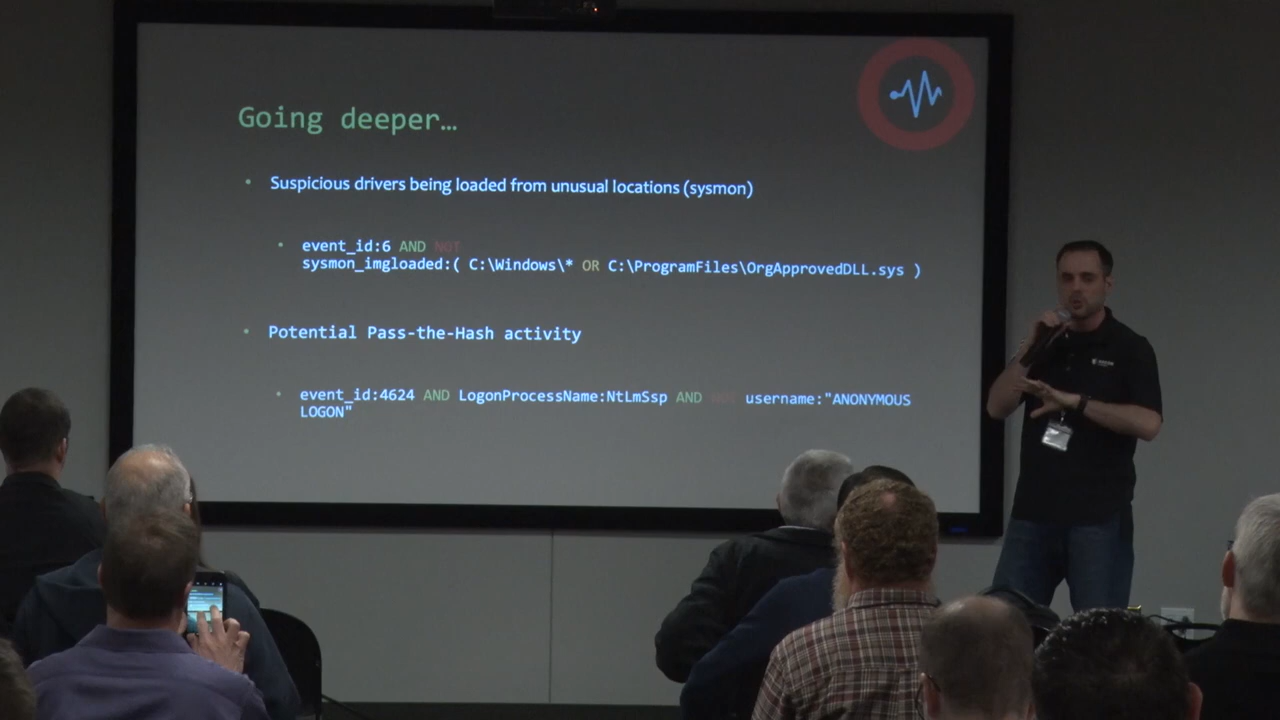 Going deeper…
• Suspicious drivers being loaded from unusual locations (sysmon)
• event_id:6 AND NOT
sysmon_imgloaded:( C:\Windows\* OR C:\ProgramFiles\OrgApprovedDLL.sys )
• Potential Pass-the-Hash activity
• event_id:4624 AND LogonProcessName:NtLmSsp AND NOT username:"ANONYMOUS
LOGON"